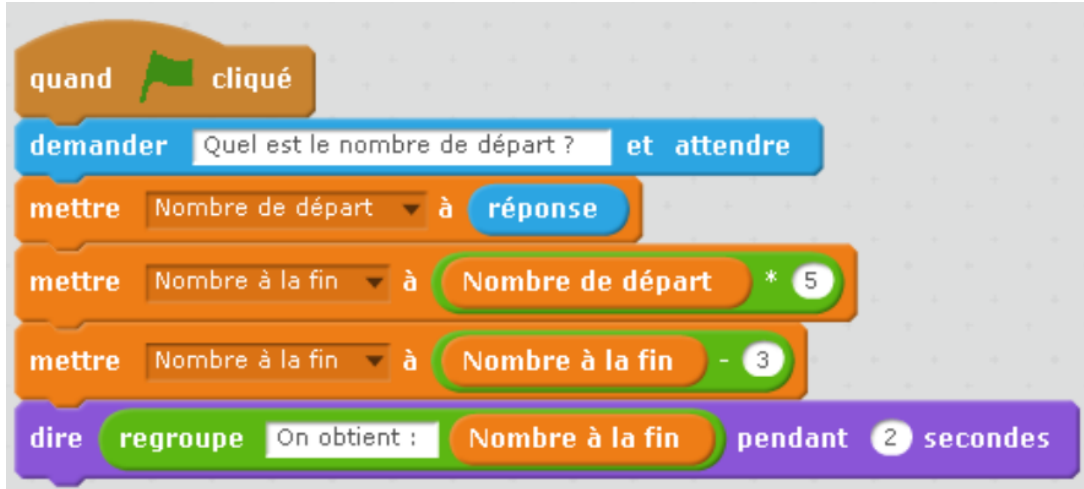 quand cliqué
demander Quel est le nombre de départ ? et attendre
mettre Nombre de départ à réponse
mettre Nombre à la fin à Nombre de départ * 5
mettre Nombre à la fin à Nombre à la fin - 3
dire regroupe On obtient : Nombre à la fin pendant 2 secondes